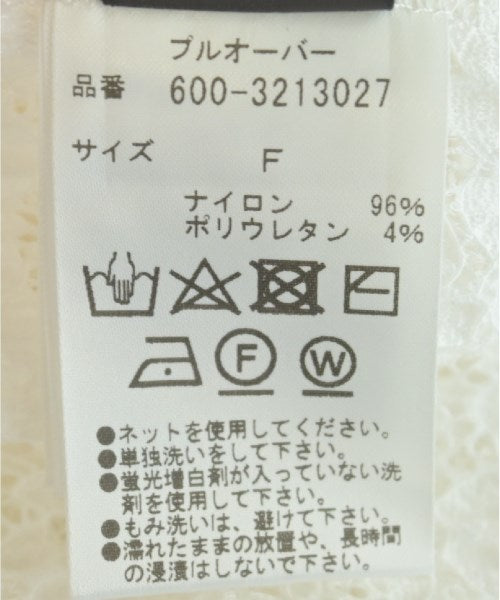 プルオーバー
品番 600-3213027
サイズ F
ナイロン 96%
ポリウレタン 4%
F W
●ネットを使用してください。
●単独洗いをして下さい。
●蛍光増白剤が入っていない洗
剤を使用して下さい。
●もみ洗いは、避けて下さい。
●濡れたままの放置や、長時間
の浸漬はしないで下さい。